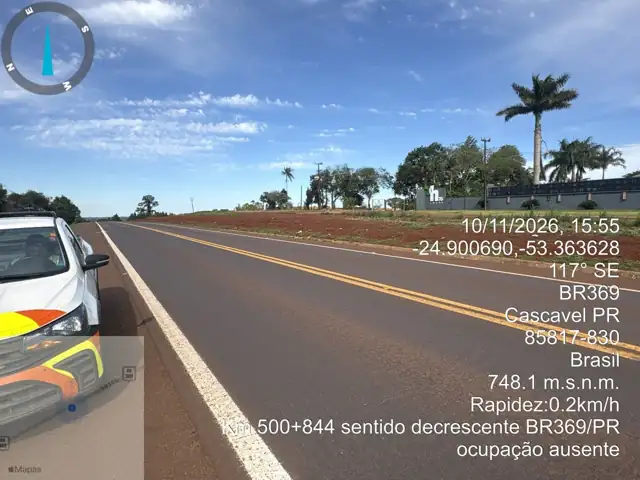 N
E
S
W
10/11/2026, 15:55
-24.900690,-53.363628
117° SE
BR369
Cascavel PR
85817-830
Brasil
748.1 m.s.n.m.
Rapidez:0.2km/h
Km 500+844 sentido decrescente BR369/PR
ocupação ausente
Mapas